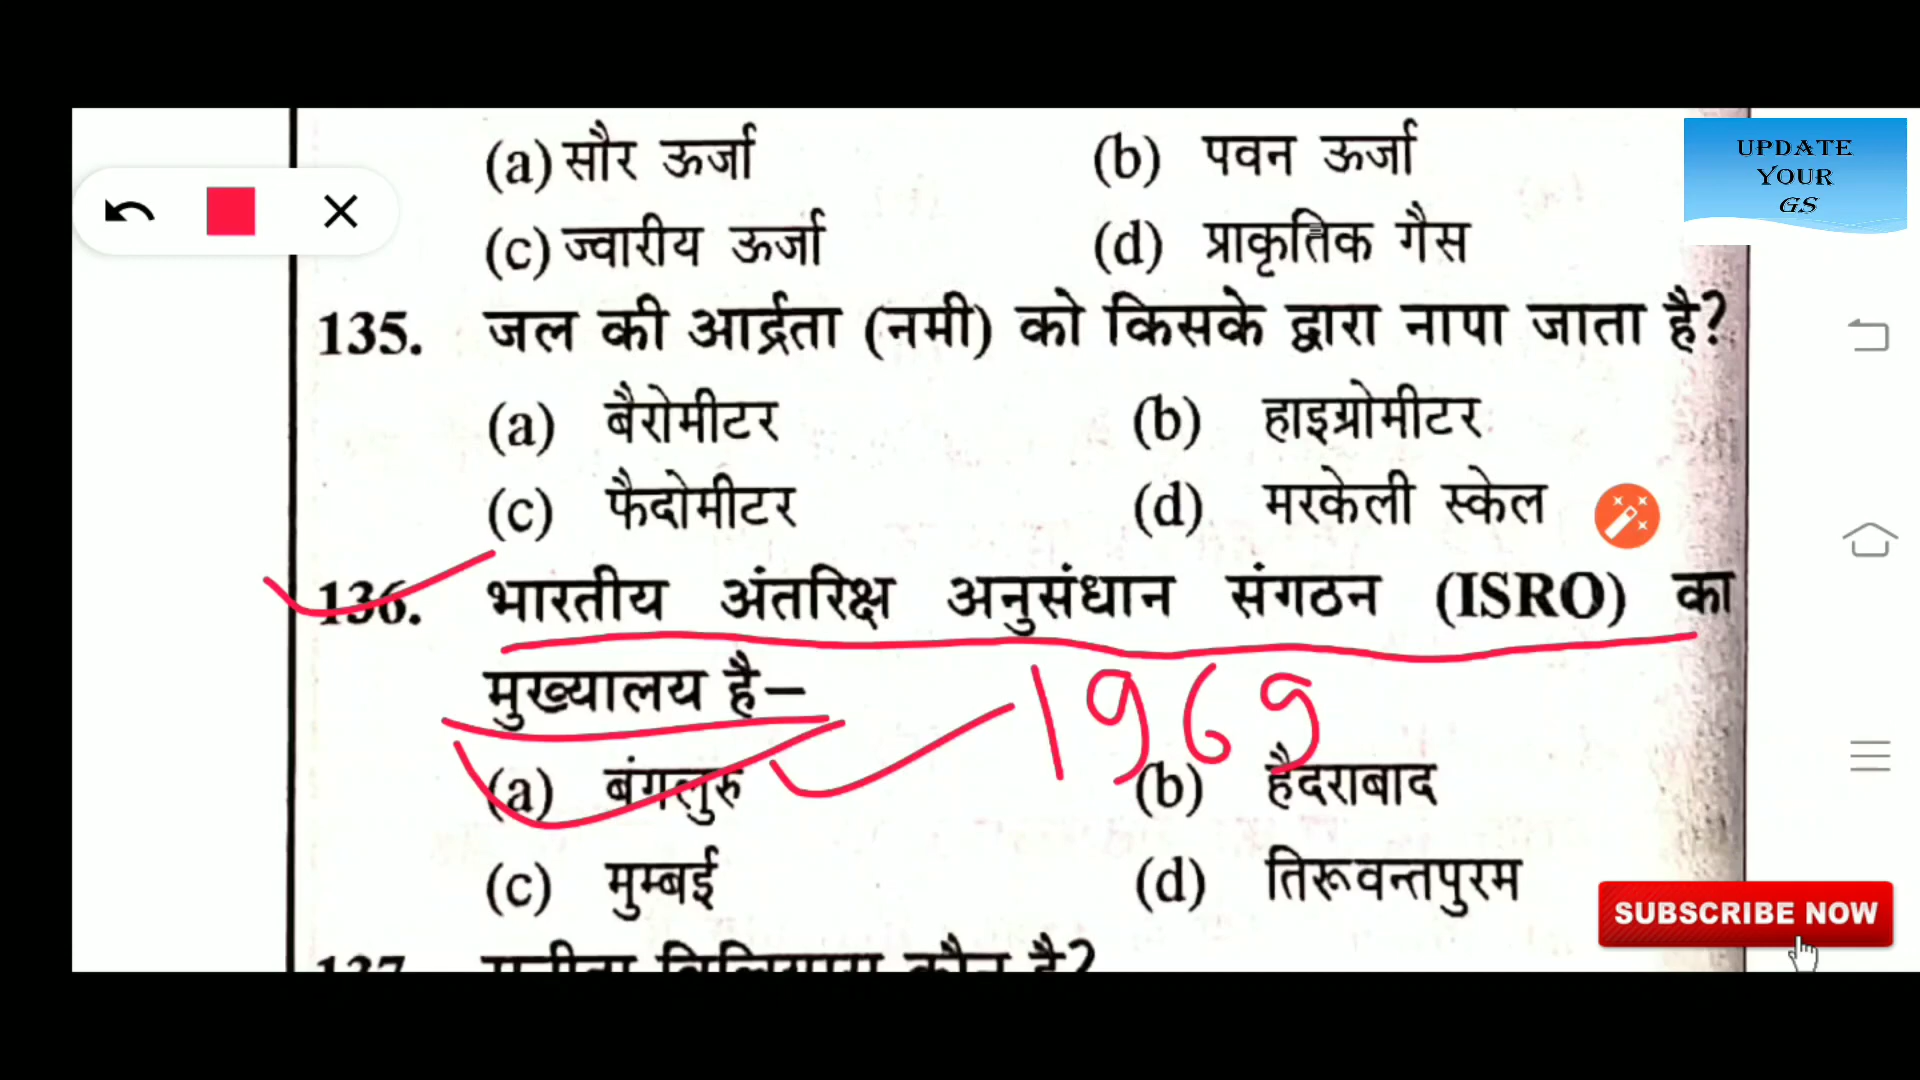 (a) सौर ऊर्जा (b) पवन ऊर्जा
(c) ज्वारीय ऊर्जा (d) प्राकृतिक गैस
135. जल की आर्द्रता (नमी) को किसके द्वारा नापा जाता है?
(a) बैरोमीटर (b) हाइग्रोमीटर
(c) फैदोमीटर (d) मरकेली स्केल
136. भारतीय अंतरिक्ष अनुसंधान संगठन (ISRO) का
मुख्यालय है–
1969
(a) बंगलुरु (b) हैदराबाद
(c) मुम्बई (d) तिरूवन्तपुरम
137. कौन है?
UPDATE
YOUR
GS
SUBSCRIBE NOW